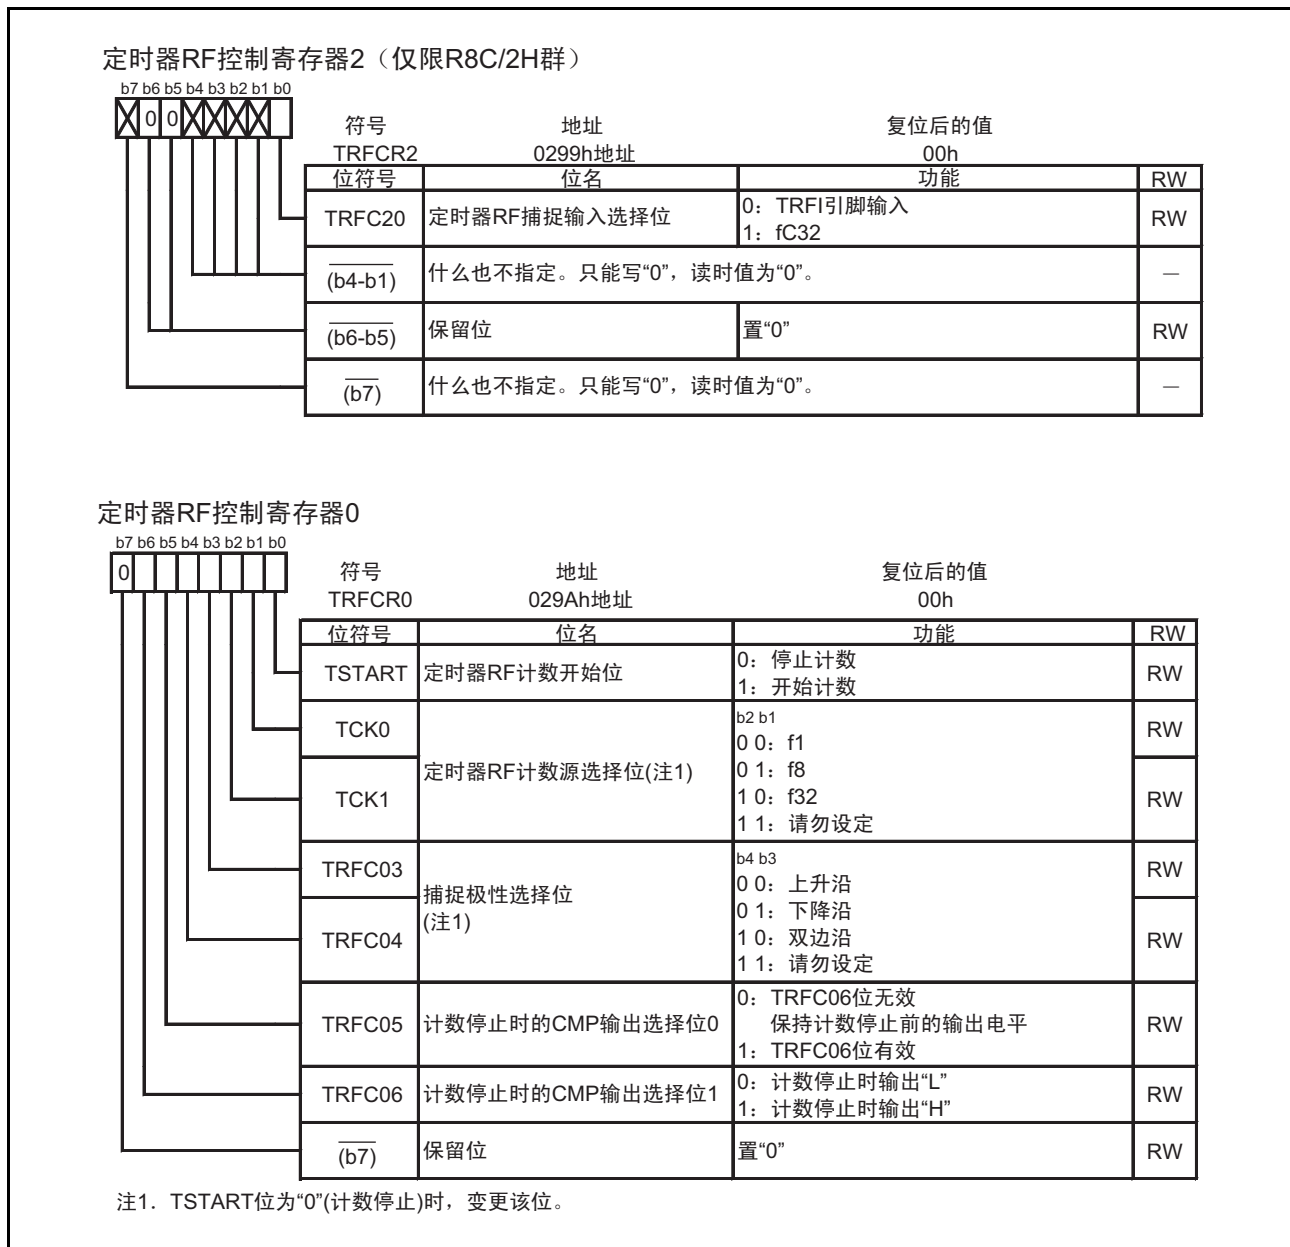 定时器RF控制寄存器2（仅限R8C/2H群）
b7 b6 b5 b4 b3 b2 b1 b0
0 0
符号 地址 复位后的值
TRFCR2 0299h地址 00h
位符号 位名 功能 RW
TRFC20 定时器RF捕捉输入选择位 0：TRFI引脚输入 RW
1：fC32
(b4-b1) 什么也不指定。只能写“0”，读时值为“0”。 —
(b6-b5) 保留位 置“0” RW
(b7) 什么也不指定。只能写“0”，读时值为“0”。 —
定时器RF控制寄存器0
b7 b6 b5 b4 b3 b2 b1 b0
0
符号 地址 复位后的值
TRFCR0 029Ah地址 00h
位符号 位名 功能 RW
TSTART 定时器RF计数开始位 0：停止计数 RW
1：开始计数
TCK0 b2 b1 RW
0 0：f1
定时器RF计数源选择位(注1) 0 1：f8
TCK1 1 0：f32 RW
1 1：请勿设定
TRFC03 b4 b3 RW
0 0：上升沿
捕捉极性选择位
(注1) 0 1：下降沿
TRFC04 1 0：双边沿 RW
1 1：请勿设定
0：TRFC06位无效
TRFC05 计数停止时的CMP输出选择位0 保持计数停止前的输出电平 RW
1：TRFC06位有效
TRFC06 计数停止时的CMP输出选择位1 0：计数停止时输出“L” RW
1：计数停止时输出“H”
(b7) 保留位 置“0” RW
注1. TSTART位为“0”(计数停止)时，变更该位。